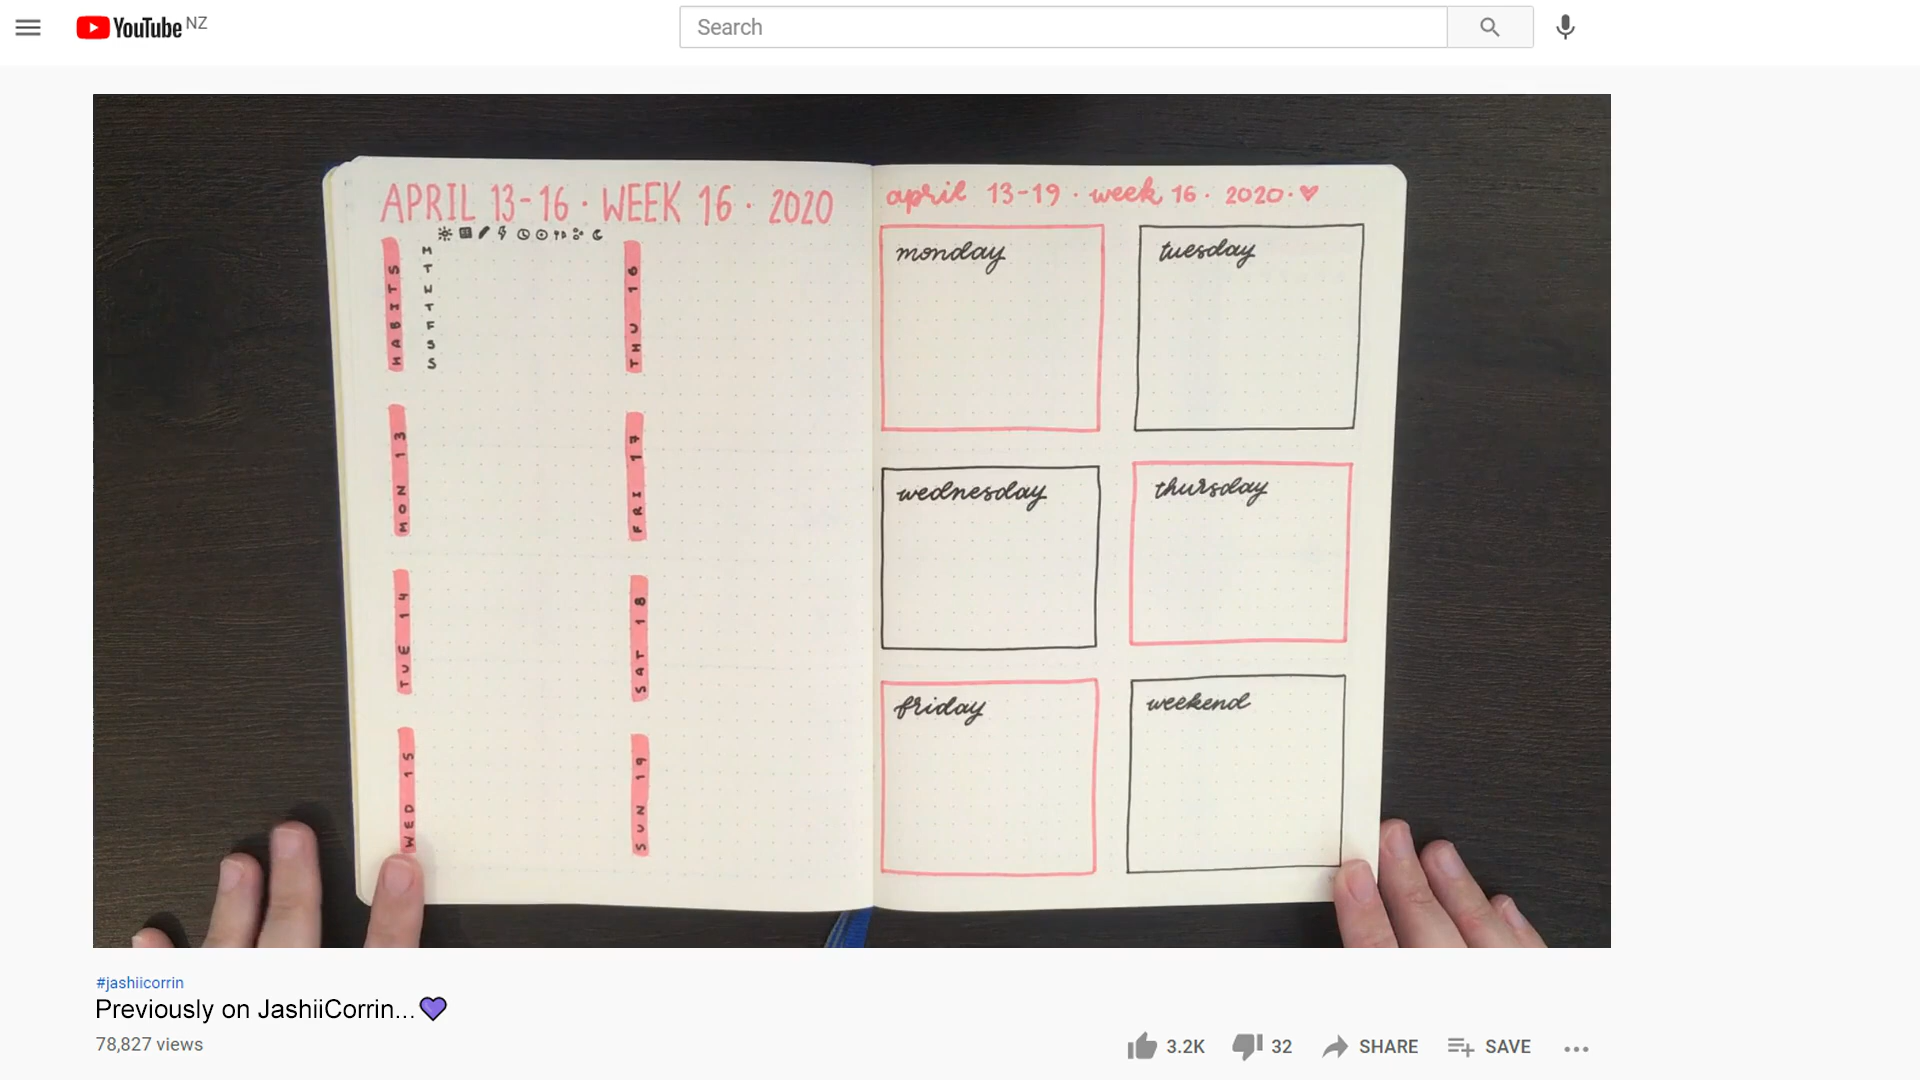 YouTube NZ
Search
APRIL 13-16 · WEEK 16 · 2020
HABITS
M
T
W
T
F
S
S
MON 13
TUE 14
WED 15
THU 16
FRI 17
SAT 18
SUN 19
april 13-19 · week 16 · 2020 · ♥
monday
tuesday
wednesday
thursday
friday
weekend
#jashiicorrin
Previously on JashiiCorrin...💜
78,827 views
3.2K
32
SHARE
SAVE